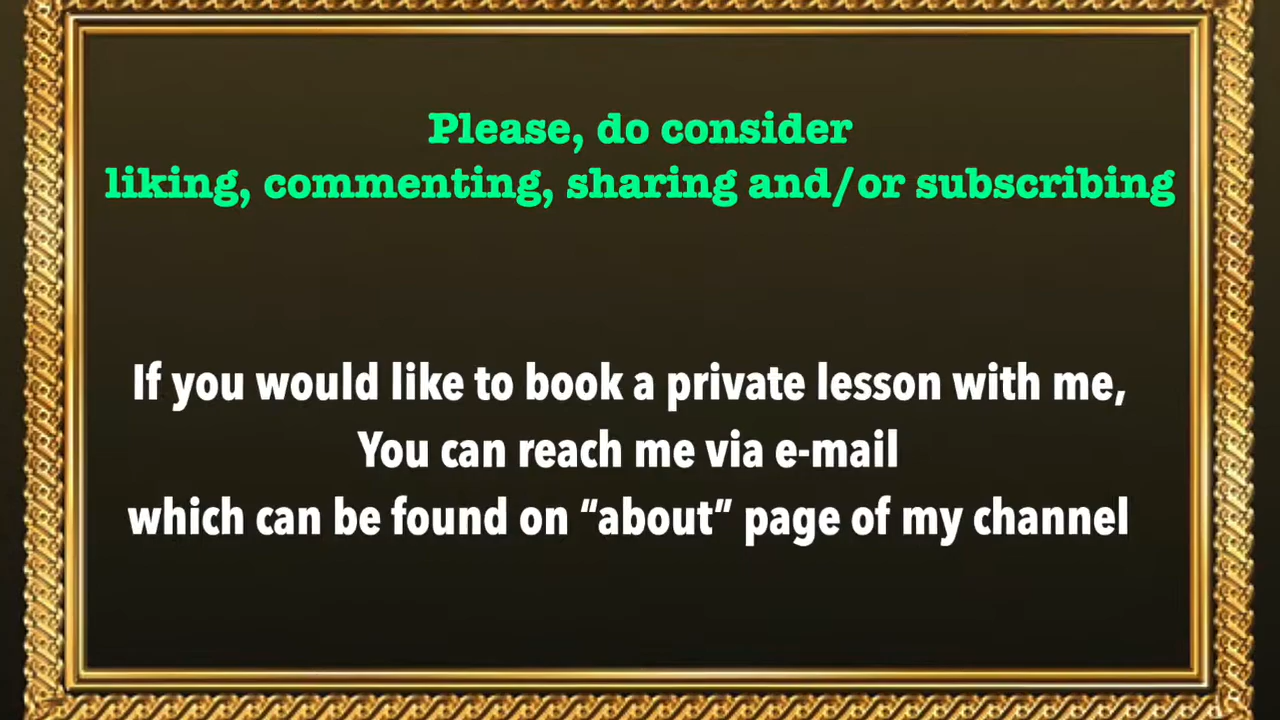 Please, do consider
liking, commenting, sharing and/or subscribing
If you would like to book a private lesson with me,
You can reach me via e-mail
which can be found on “about” page of my channel